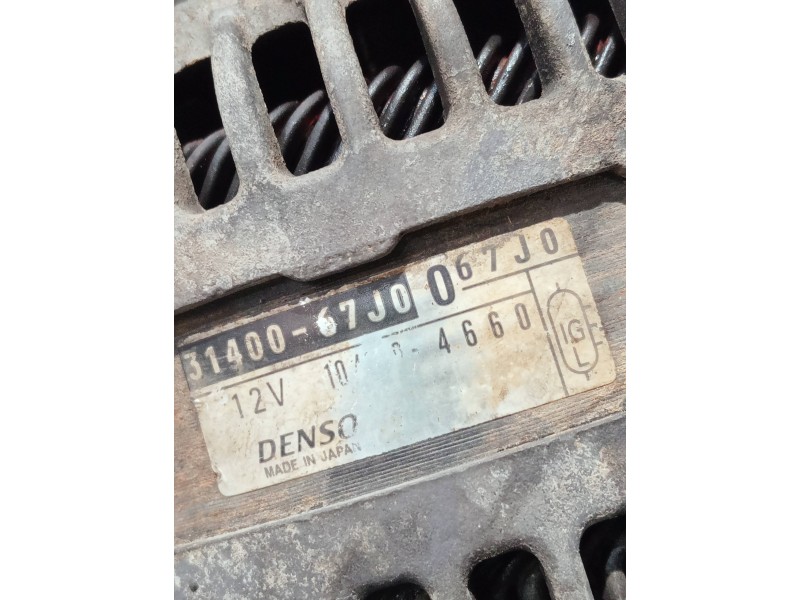 31400-67J0 0 67J0
12V 4660
IG
L
DENSO
MADE IN JAPAN